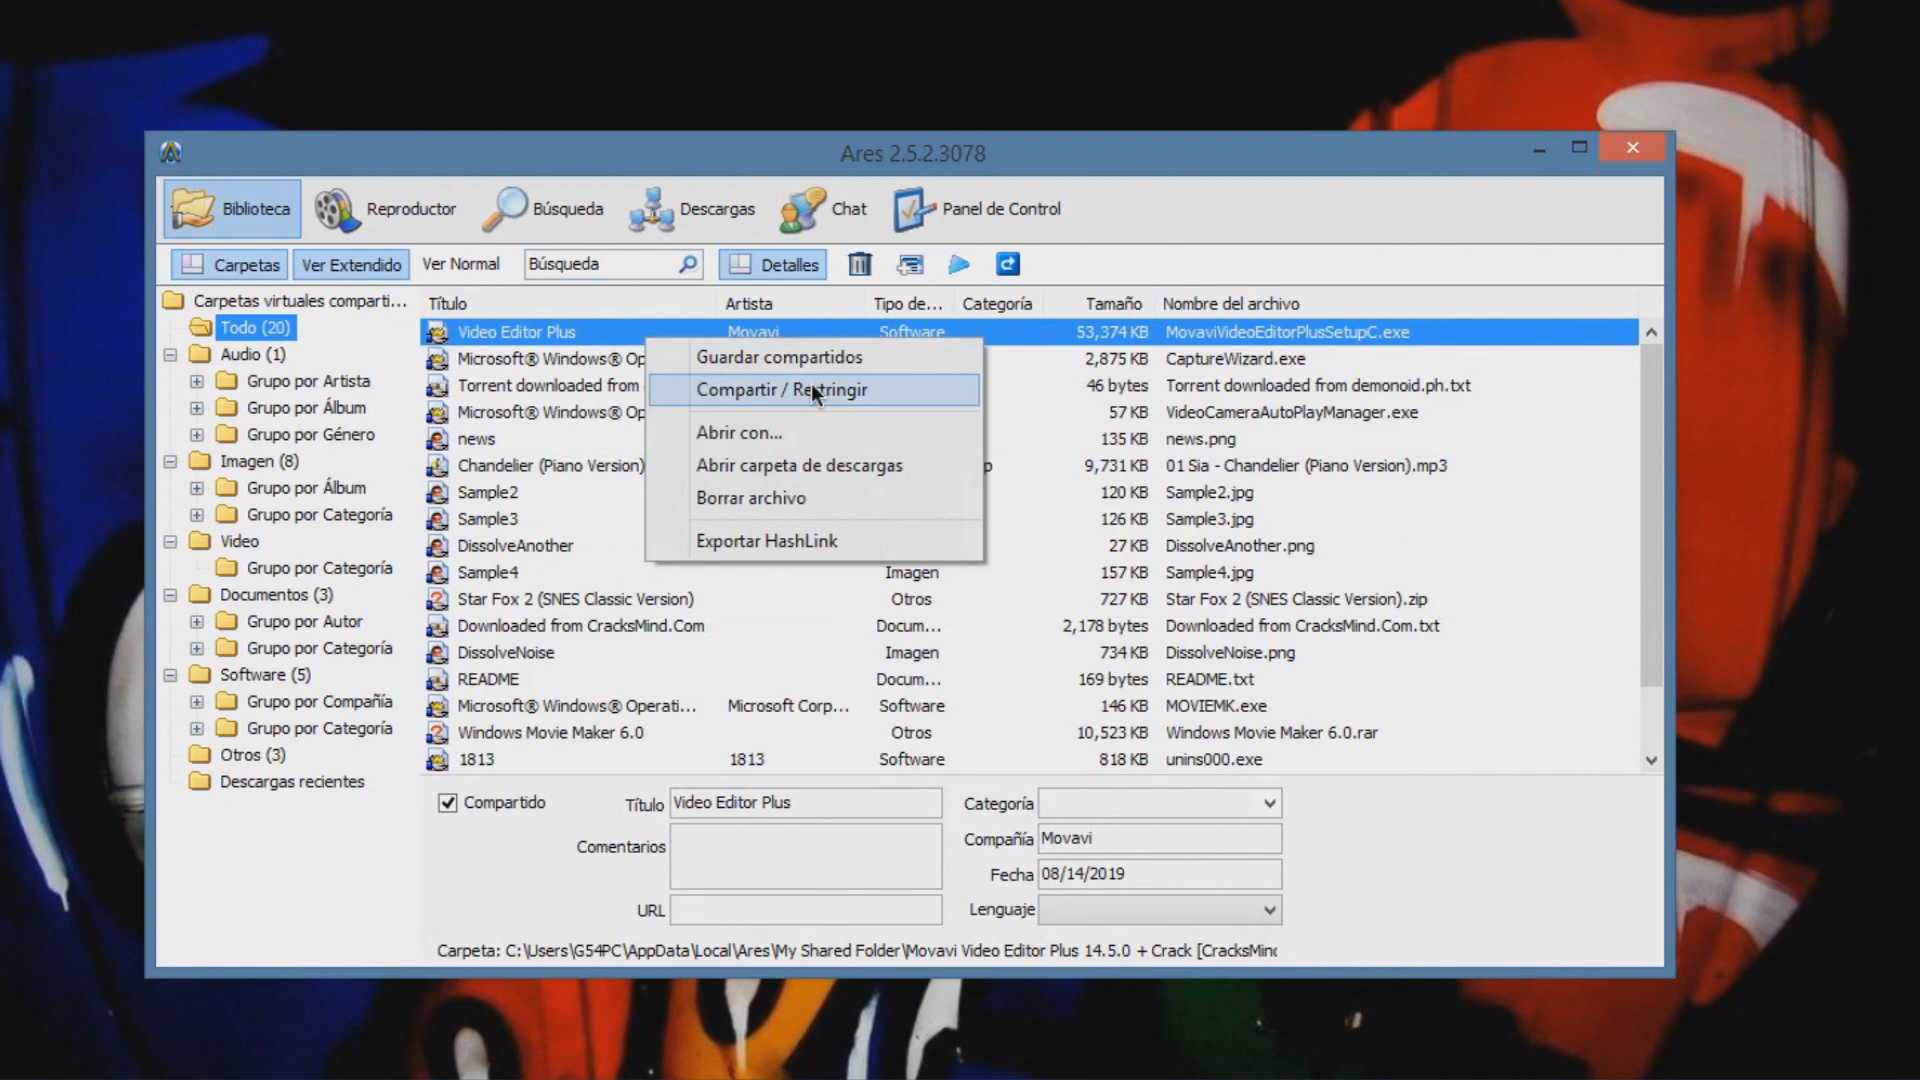 Ares 2.5.2.3078
Biblioteca Reproductor Búsqueda Descargas Chat Panel de Control
Carpetas Ver Extendido Ver Normal Búsqueda Detalles
Carpetas virtuales comparti...
Todo (20)
Audio (1)
Grupo por Artista
Grupo por Álbum
Grupo por Género
Imagen (8)
Grupo por Álbum
Grupo por Categoría
Video
Grupo por Categoría
Documentos (3)
Grupo por Autor
Grupo por Categoría
Software (5)
Grupo por Compañía
Grupo por Categoría
Otros (3)
Descargas recientes
Título Artista Tipo de... Categoría Tamaño Nombre del archivo
Video Editor Plus Movavi Software 53,374 KB MovaviVideoEditorPlusSetupC.exe
Microsoft® Windows® Op 2,875 KB CaptureWizard.exe
Torrent downloaded from 46 bytes Torrent downloaded from demonoid.ph.txt
Microsoft® Windows® Op 57 KB VideoCameraAutoPlayManager.exe
news 135 KB news.png
Chandelier (Piano Version) p 9,731 KB 01 Sia - Chandelier (Piano Version).mp3
Sample2 120 KB Sample2.jpg
Sample3 126 KB Sample3.jpg
DissolveAnother 27 KB DissolveAnother.png
Sample4 Imagen 157 KB Sample4.jpg
Star Fox 2 (SNES Classic Version) Otros 727 KB Star Fox 2 (SNES Classic Version).zip
Downloaded from CracksMind.Com Docum... 2,178 bytes Downloaded from CracksMind.Com.txt
DissolveNoise Imagen 734 KB DissolveNoise.png
README Docum... 169 bytes README.txt
Microsoft® Windows® Operati... Microsoft Corp... Software 146 KB MOVIEMK.exe
Windows Movie Maker 6.0 Otros 10,523 KB Windows Movie Maker 6.0.rar
1813 1813 Software 818 KB unins000.exe
Guardar compartidos
Compartir / Restringir
Abrir con...
Abrir carpeta de descargas
Borrar archivo
Exportar HashLink
Compartido Título Video Editor Plus Categoría
Comentarios Compañía Movavi
Fecha 08/14/2019
URL Lenguaje
Carpeta: C:\Users\G54PC\AppData\Local\Ares\My Shared Folder\Movavi Video Editor Plus 14.5.0 + Crack [CracksMinc